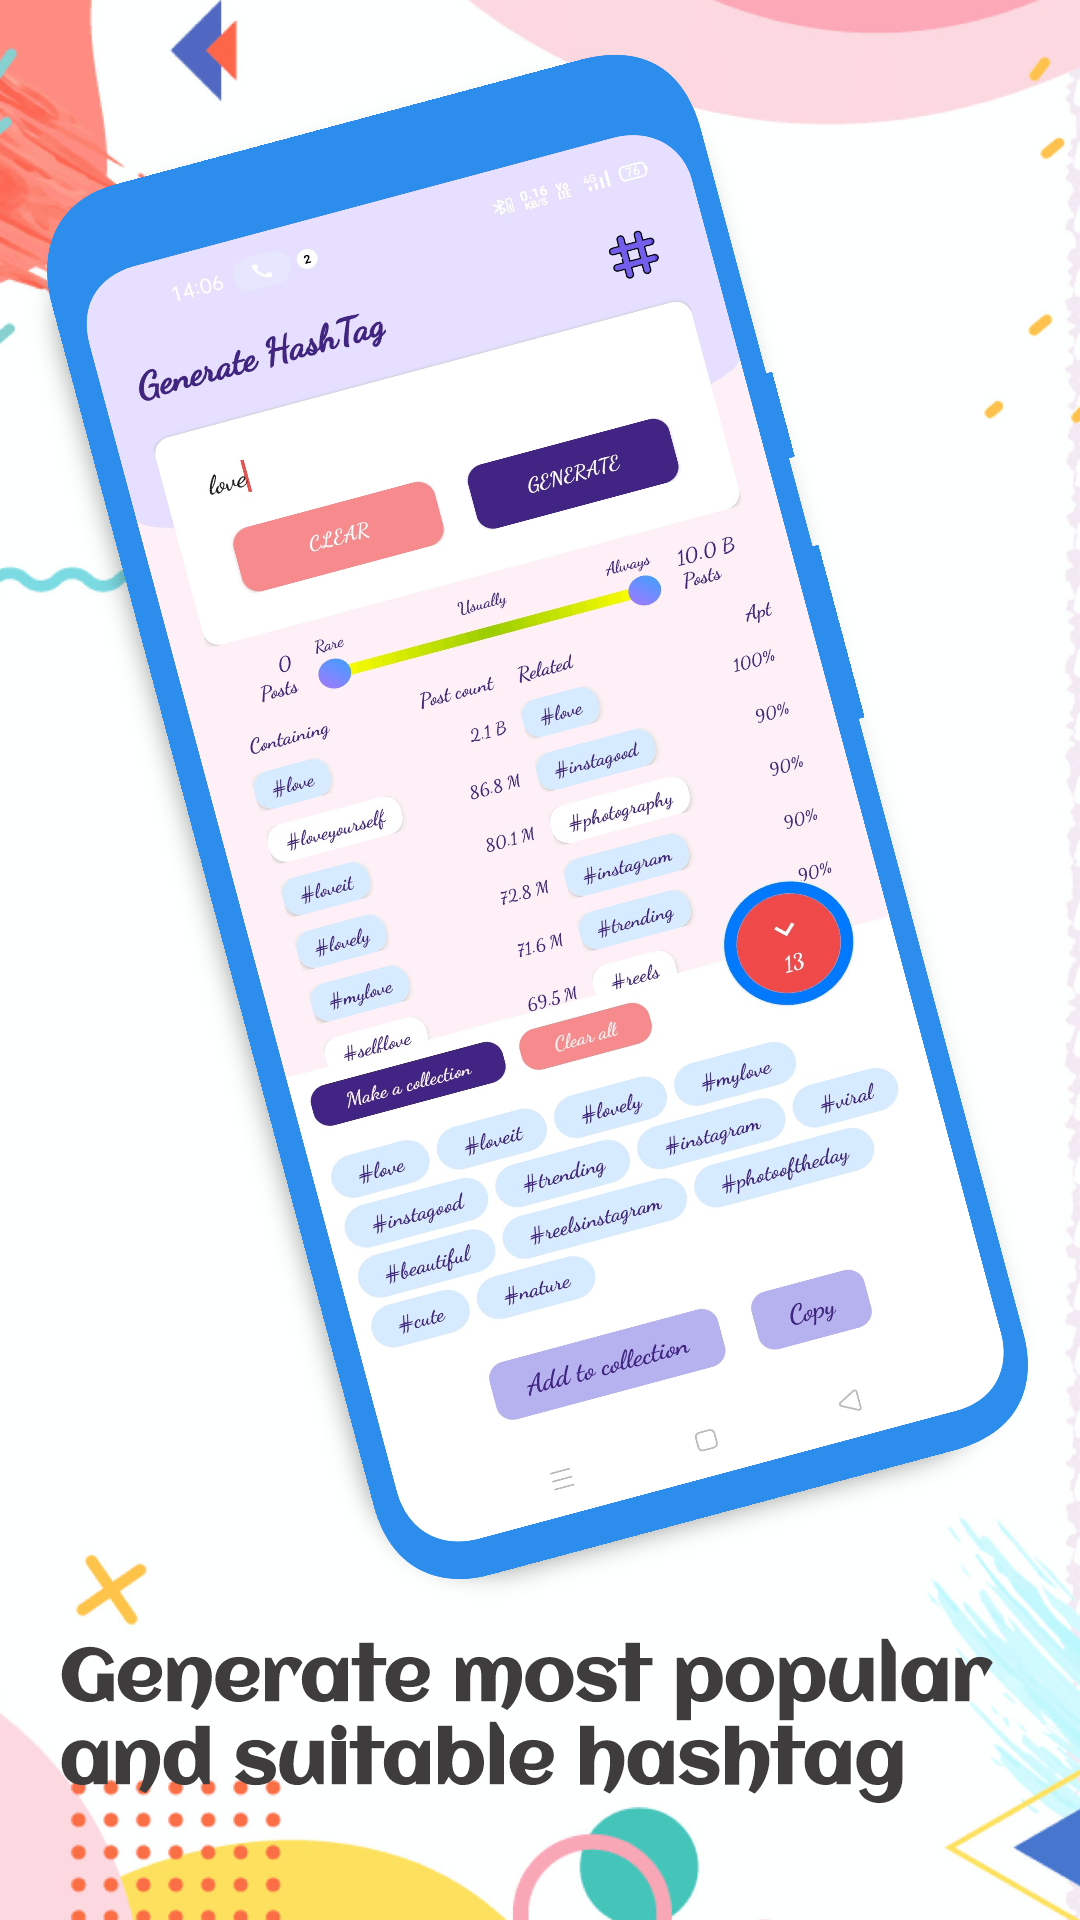 14:06
2
0.16
KB/S
Vo
LTE
4G
76
Generate HashTag
love
CLEAR
GENERATE
0
Posts
Rare
Usually
Always
10.0 B
Posts
Containing
Post count
Related
Apt
#love
2.1 B
#love
100%
#loveyourself
86.8 M
#instagood
90%
#loveit
80.1 M
#photography
90%
#lovely
72.8 M
#instagram
90%
#mylove
71.6 M
#trending
90%
#selflove
69.5 M
#reels
13
Make a collection
Clear all
#love
#loveit
#lovely
#mylove
#instagood
#trending
#instagram
#viral
#beautiful
#reelsinstagram
#photooftheday
#cute
#nature
Add to collection
Copy
Generate most popular
and suitable hashtag